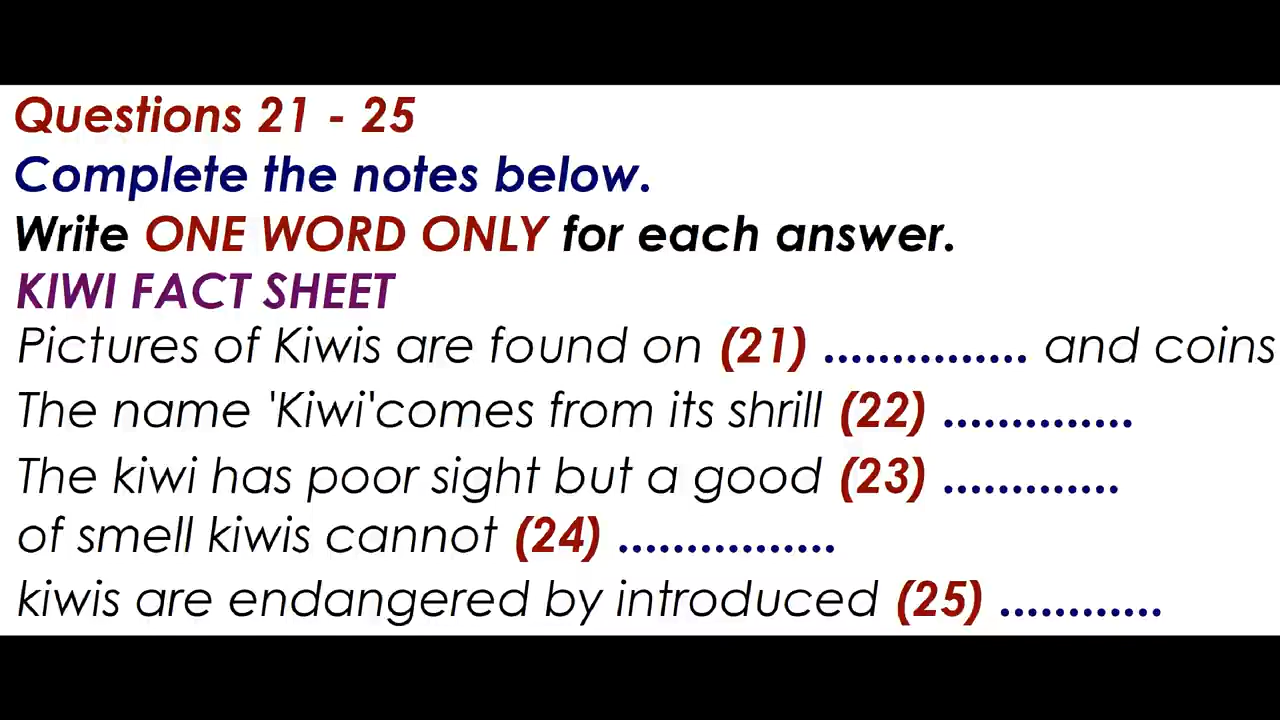 Questions 21 - 25
Complete the notes below.
Write ONE WORD ONLY for each answer.
KIWI FACT SHEET
Pictures of Kiwis are found on (21) ............... and coins
The name 'Kiwi'comes from its shrill (22) ..............
The kiwi has poor sight but a good (23) .............
of smell kiwis cannot (24) ................
kiwis are endangered by introduced (25) ............